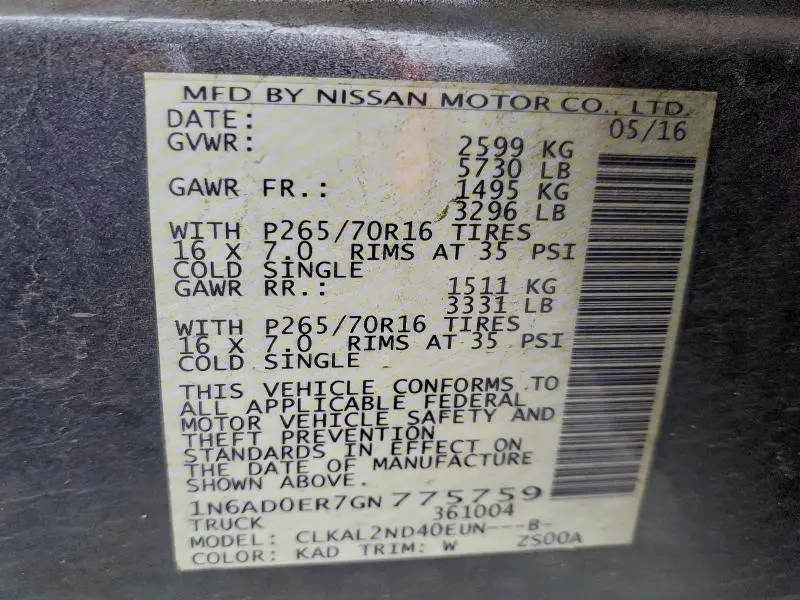 MFD BY NISSAN MOTOR CO., LTD.
DATE: 05/16
GVWR: 2599 KG
5730 LB
GAWR FR.: 1495 KG
3296 LB
WITH P265/70R16 TIRES
16 X 7.0 RIMS AT 35 PSI
COLD SINGLE
GAWR RR.: 1511 KG
3331 LB
WITH P265/70R16 TIRES
16 X 7.0 RIMS AT 35 PSI
COLD SINGLE
THIS VEHICLE CONFORMS TO
ALL APPLICABLE FEDERAL
MOTOR VEHICLE SAFETY AND
THEFT PREVENTION
STANDARDS IN EFFECT ON
THE DATE OF MANUFACTURE
SHOWN ABOVE.
1N6AD0ER7GN775759
TRUCK 361004
MODEL: CLKAL2ND40EUN---B-
COLOR: KAD TRIM: W ZS00A